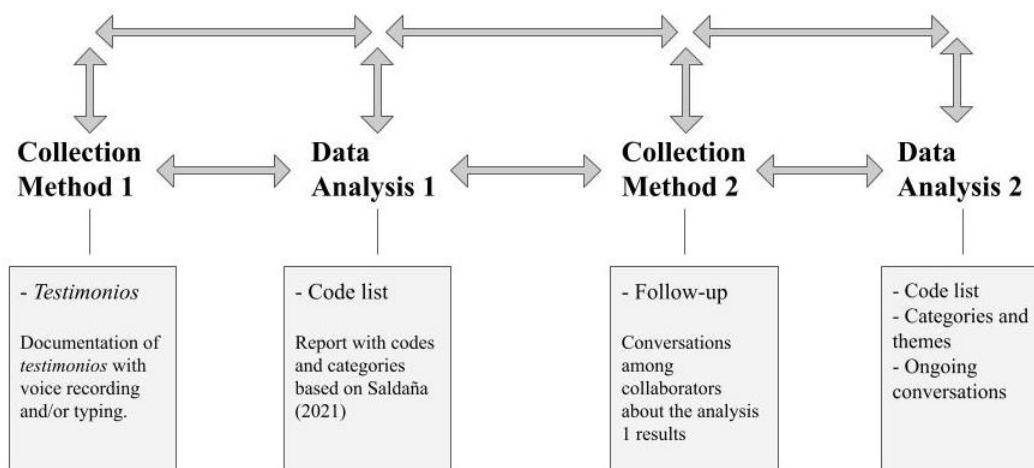 Collection
Method 1
Data
Analysis 1
Collection
Method 2
Data
Analysis 2
- Testimonios
Documentation of
testimonios with
voice recording
and/or typing.
- Code list
Report with codes
and categories
based on Saldaña
(2021)
- Follow-up
Conversations
among
collaborators
about the analysis
1 results
- Code list
- Categories and
themes
- Ongoing
conversations